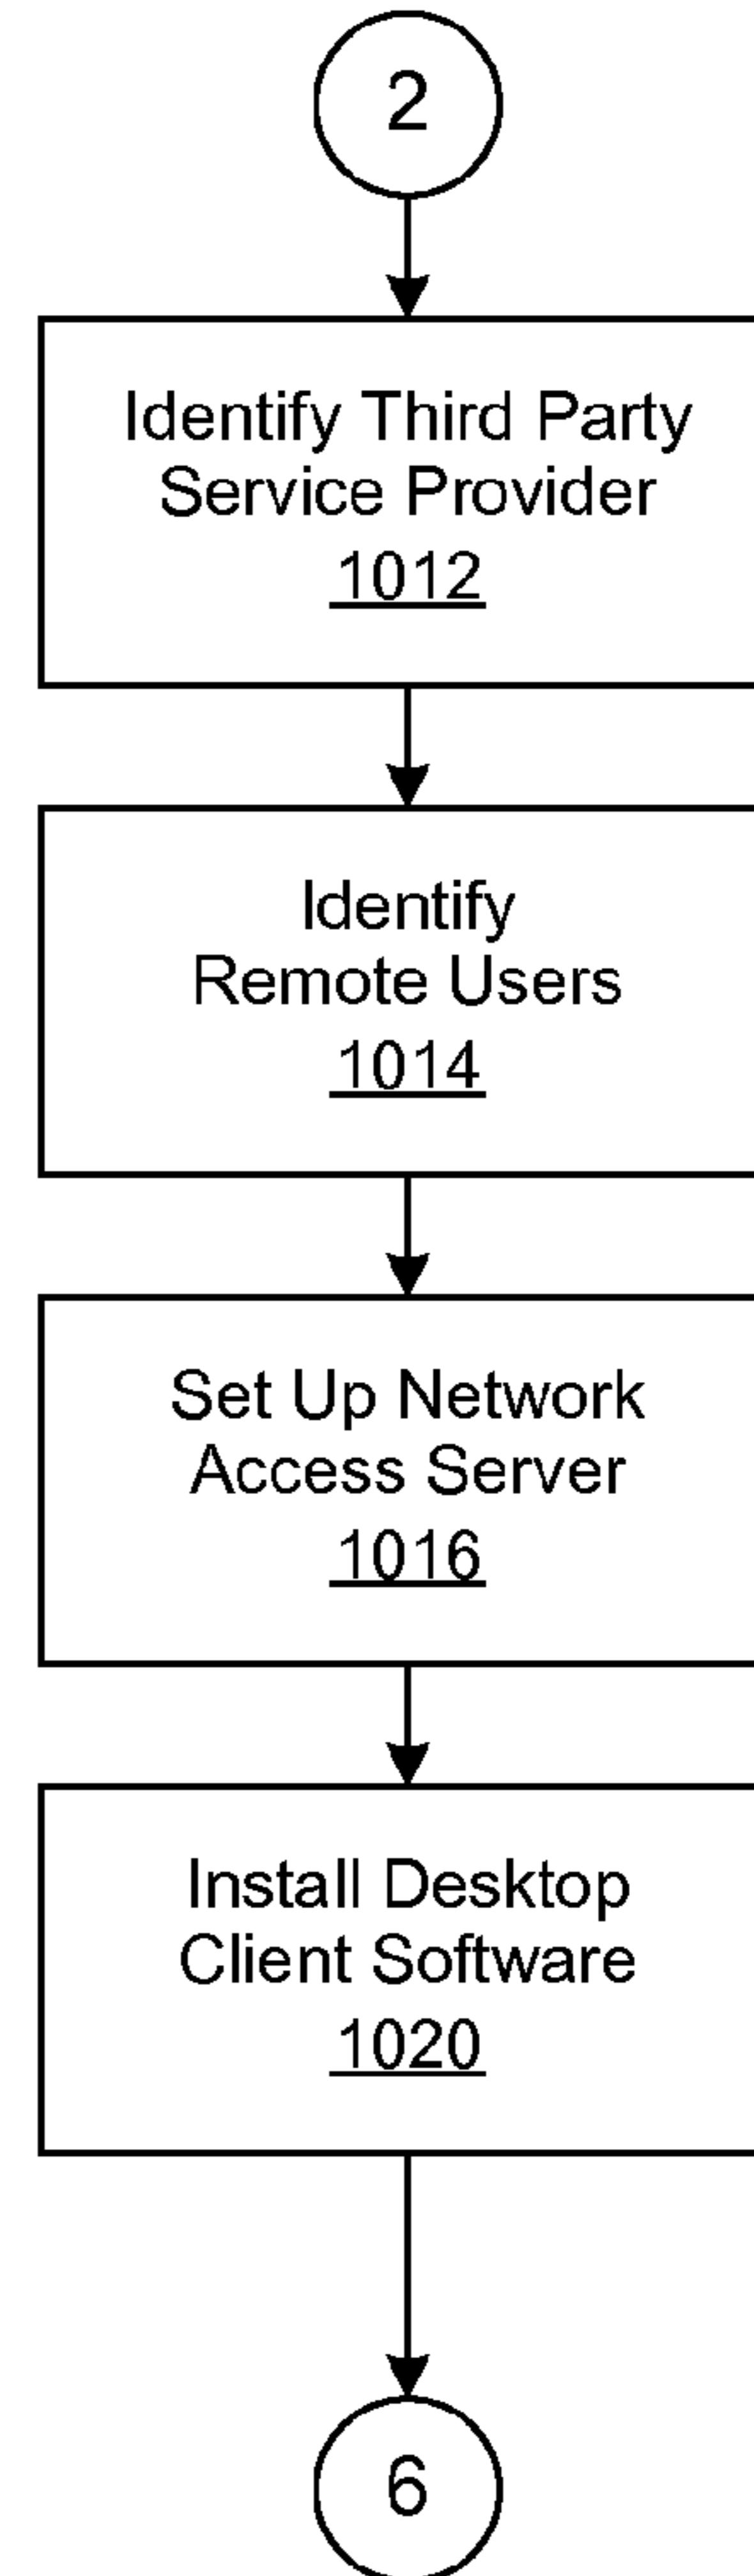 2
Identify Third Party
Service Provider
1012
Identify
Remote Users
1014
Set Up Network
Access Server
1016
Install Desktop
Client Software
1020
6